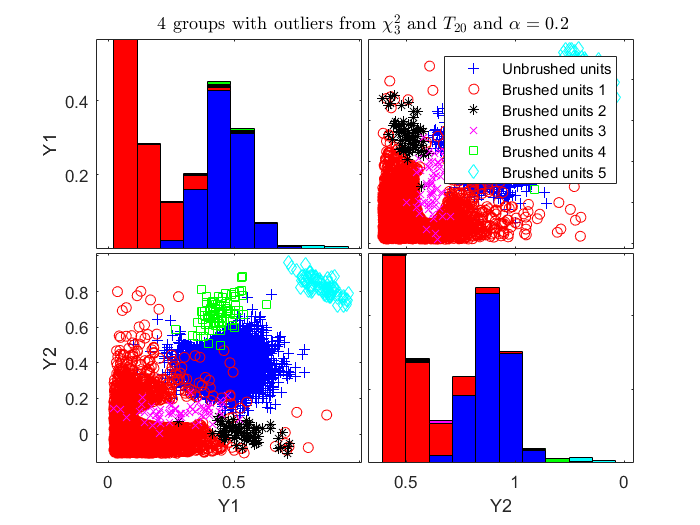 4 groups with outliers from χ₃² and T₂₀ and α = 0.2
Y1
0.4
0.2
Unbrushed units
Brushed units 1
Brushed units 2
Brushed units 3
Brushed units 4
Brushed units 5
Y2
0.8
0.6
0.4
0.2
0
0
0.5
0.5
1
0
Y1
Y2